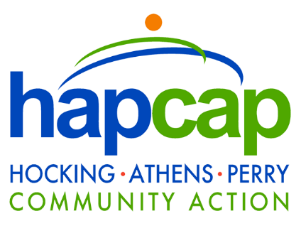 hapcap
HOCKING • ATHENS • PERRY
COMMUNITY ACTION